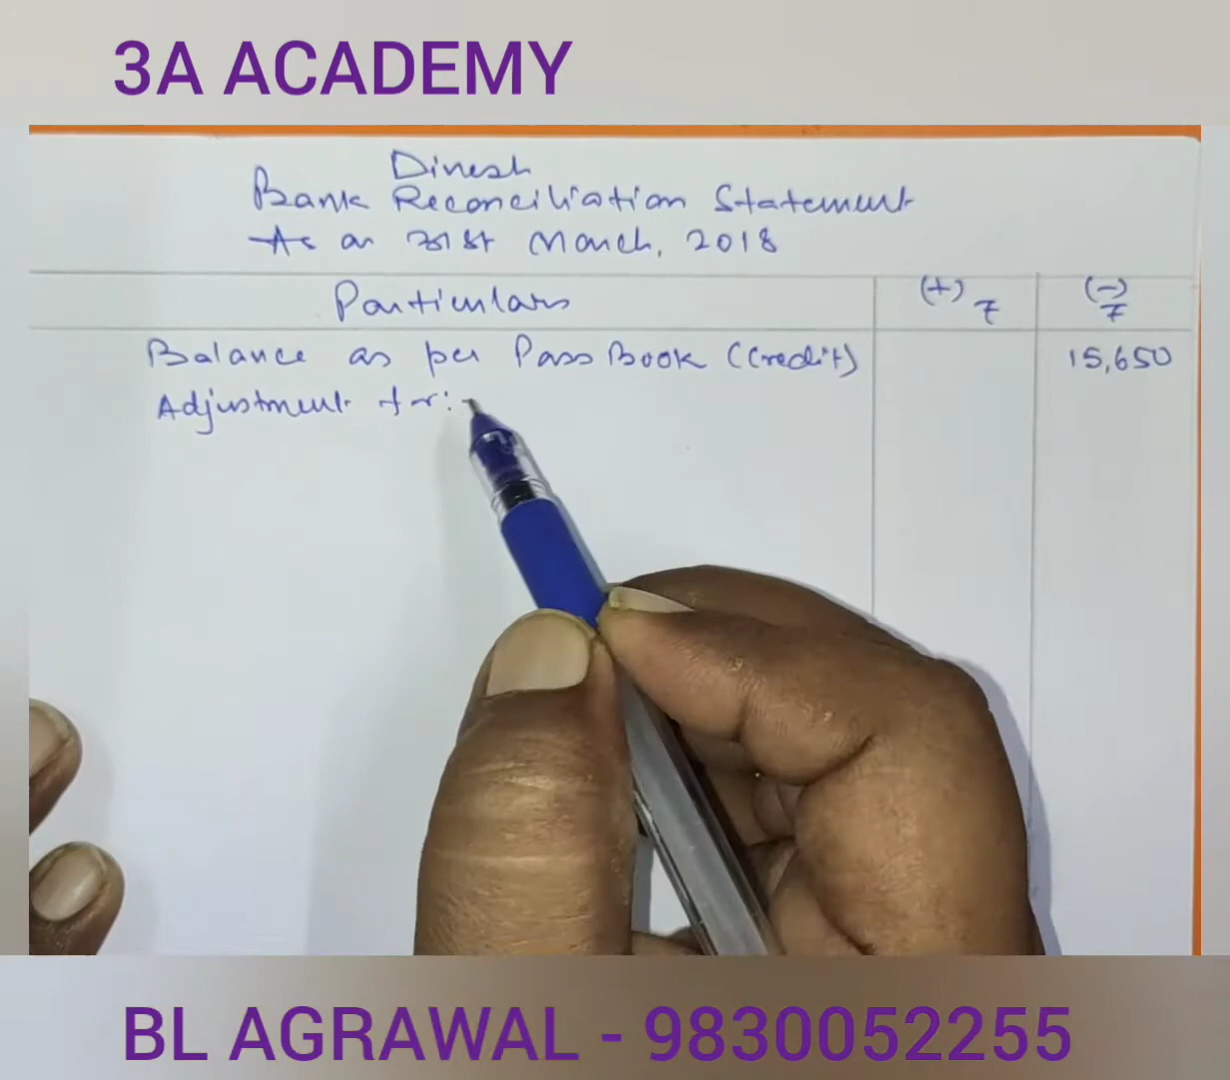 3A ACADEMY
Dinesh
Bank Reconciliation Statement
As on 31st March, 2018
Particulars (+) ₹ (-) ₹
Balance as per Pass Book (Credit) 15,650
Adjustment for:-
BL AGRAWAL - 9830052255